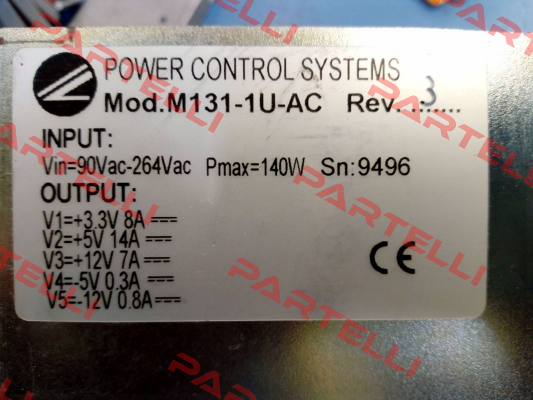 POWER CONTROL SYSTEMS
Mod.M131-1U-AC Rev. 3
INPUT:
Vin=90Vac-264Vac Pmax=140W Sn:9496
OUTPUT:
V1=+3.3V 8A ⎓
V2=+5V 14A ⎓
V3=+12V 7A ⎓
V4=-5V 0.3A ⎓
V5=-12V 0.8A ⎓
CE
PARTELLI
PARTELLI
PARTELLI
PARTELLI
PARTELLI
PARTELLI